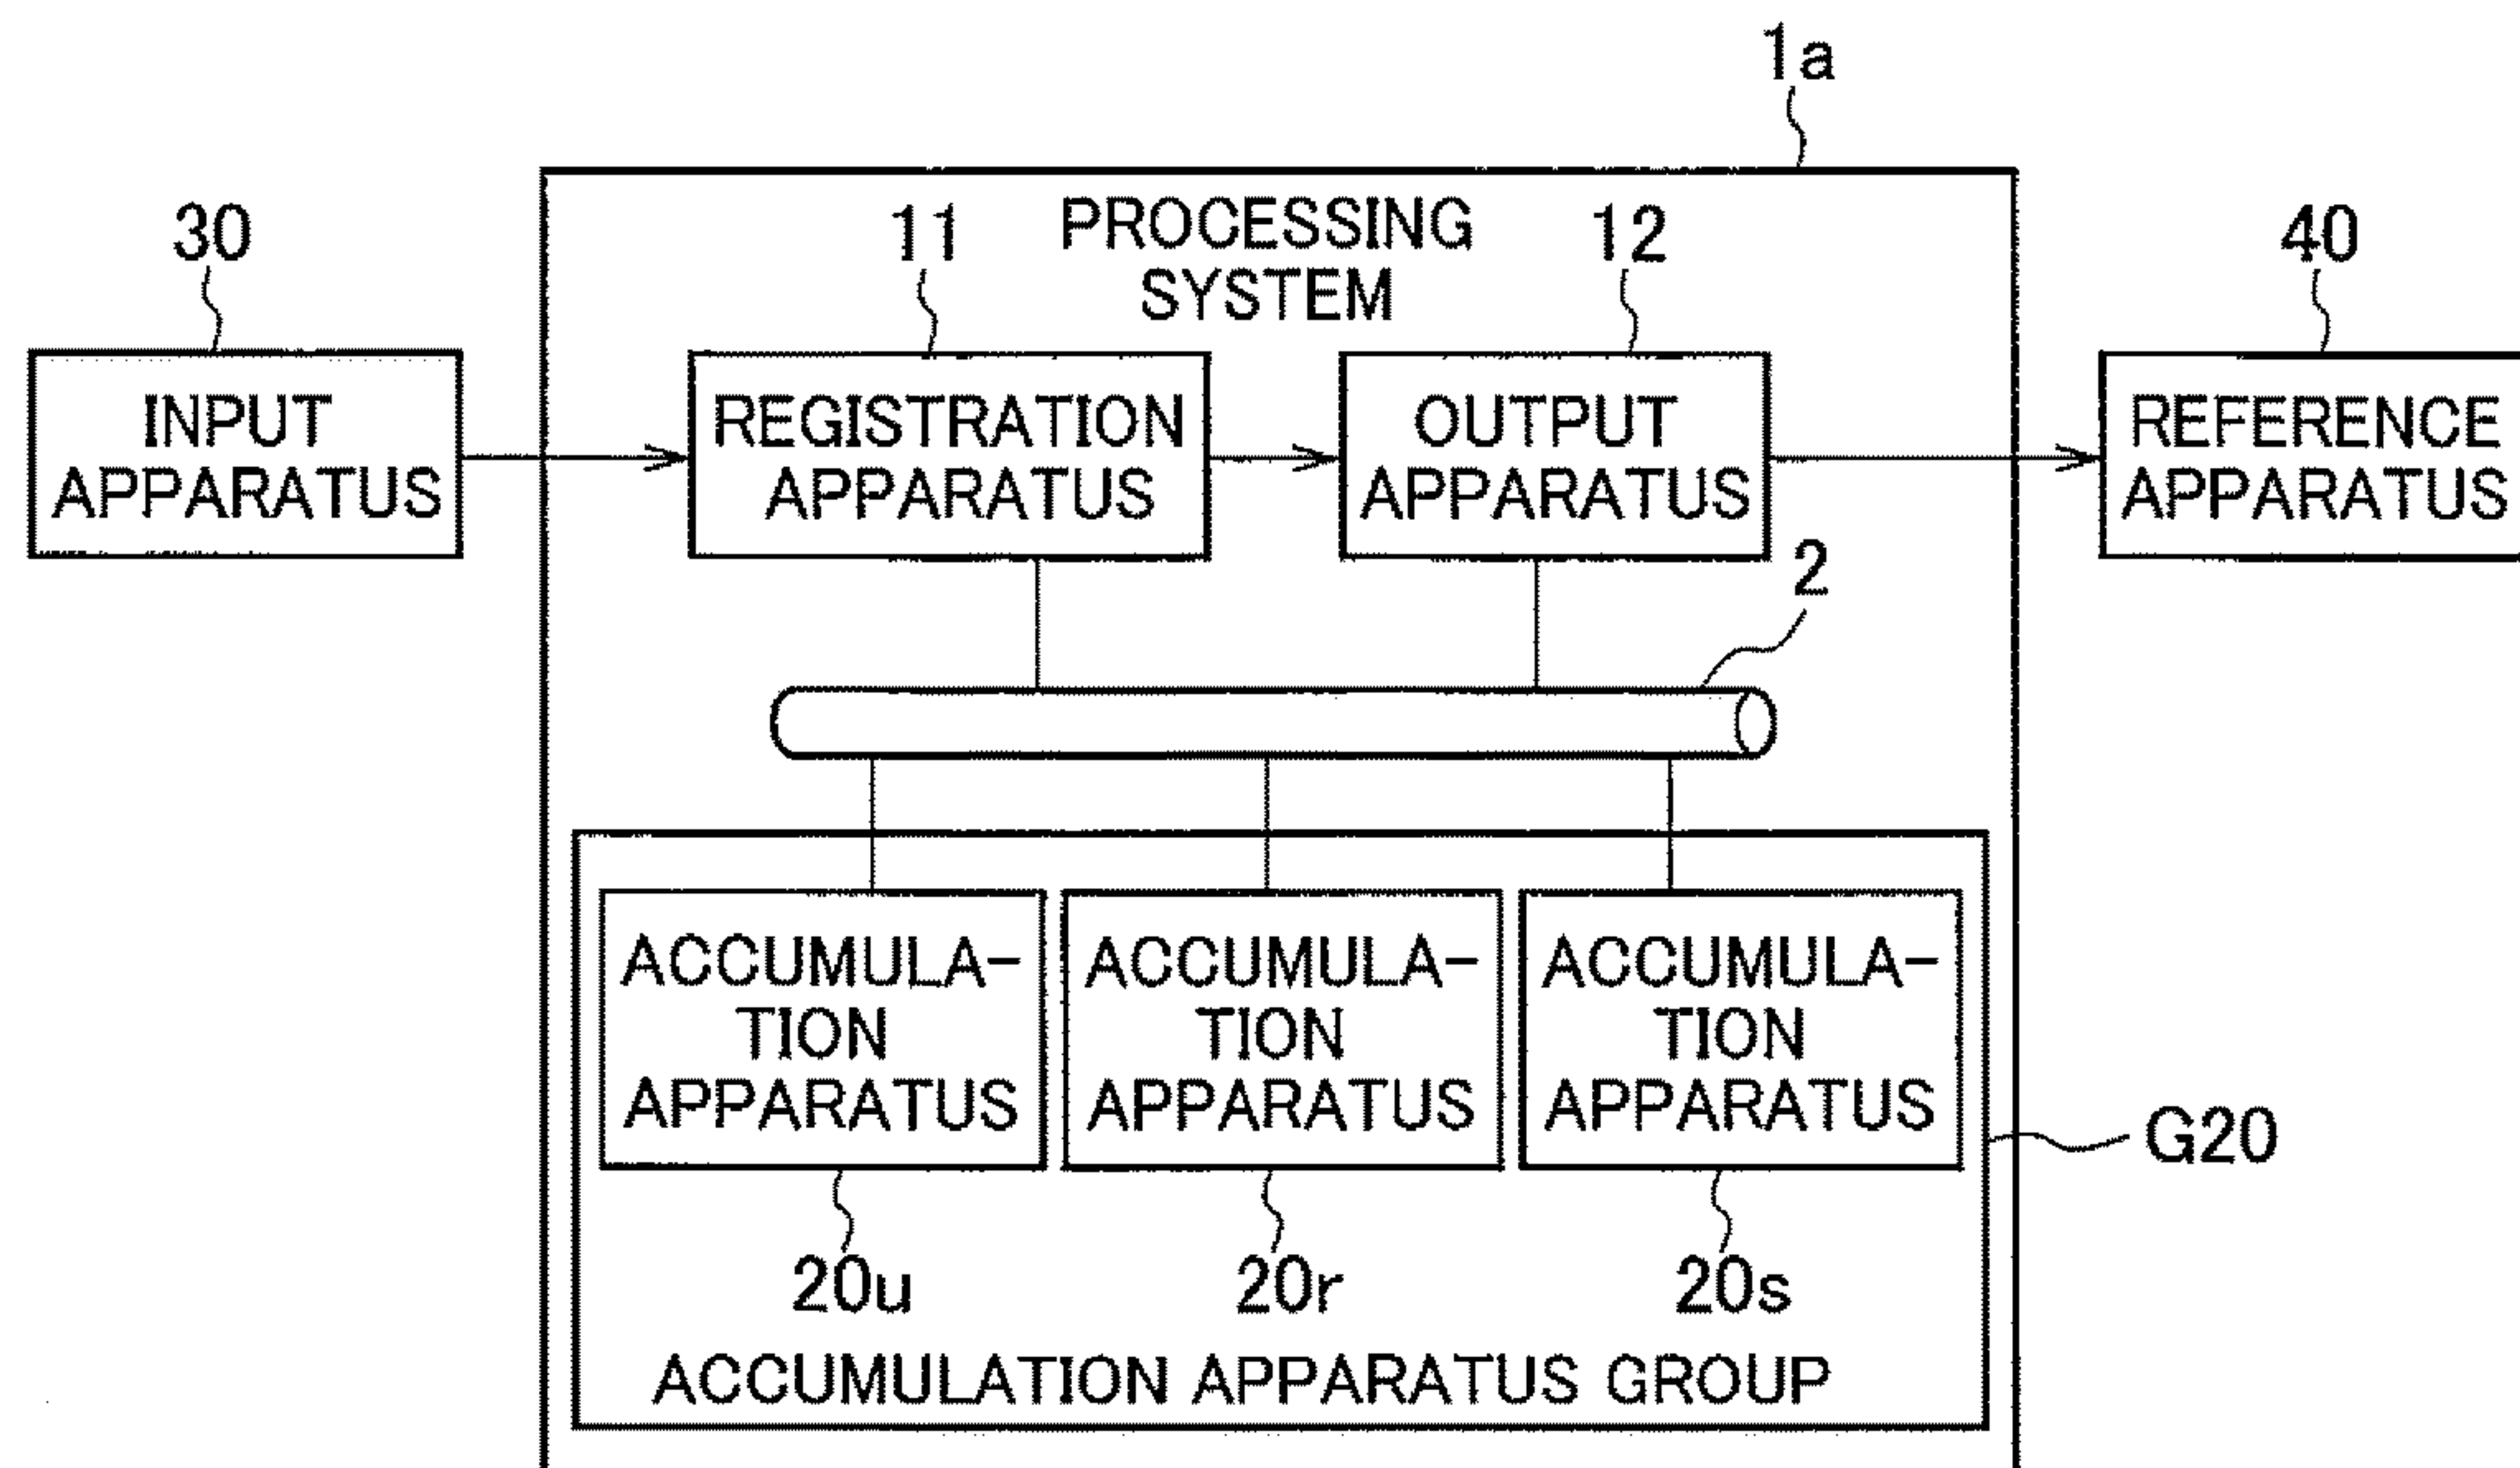 1a
PROCESSING
SYSTEM
30
11
12
40
INPUT
APPARATUS
REGISTRATION
APPARATUS
OUTPUT
APPARATUS
REFERENCE
APPARATUS
2
ACCUMULA-
TION
APPARATUS
ACCUMULA-
TION
APPARATUS
ACCUMULA-
TION
APPARATUS
G20
20u
20r
20s
ACCUMULATION APPARATUS GROUP